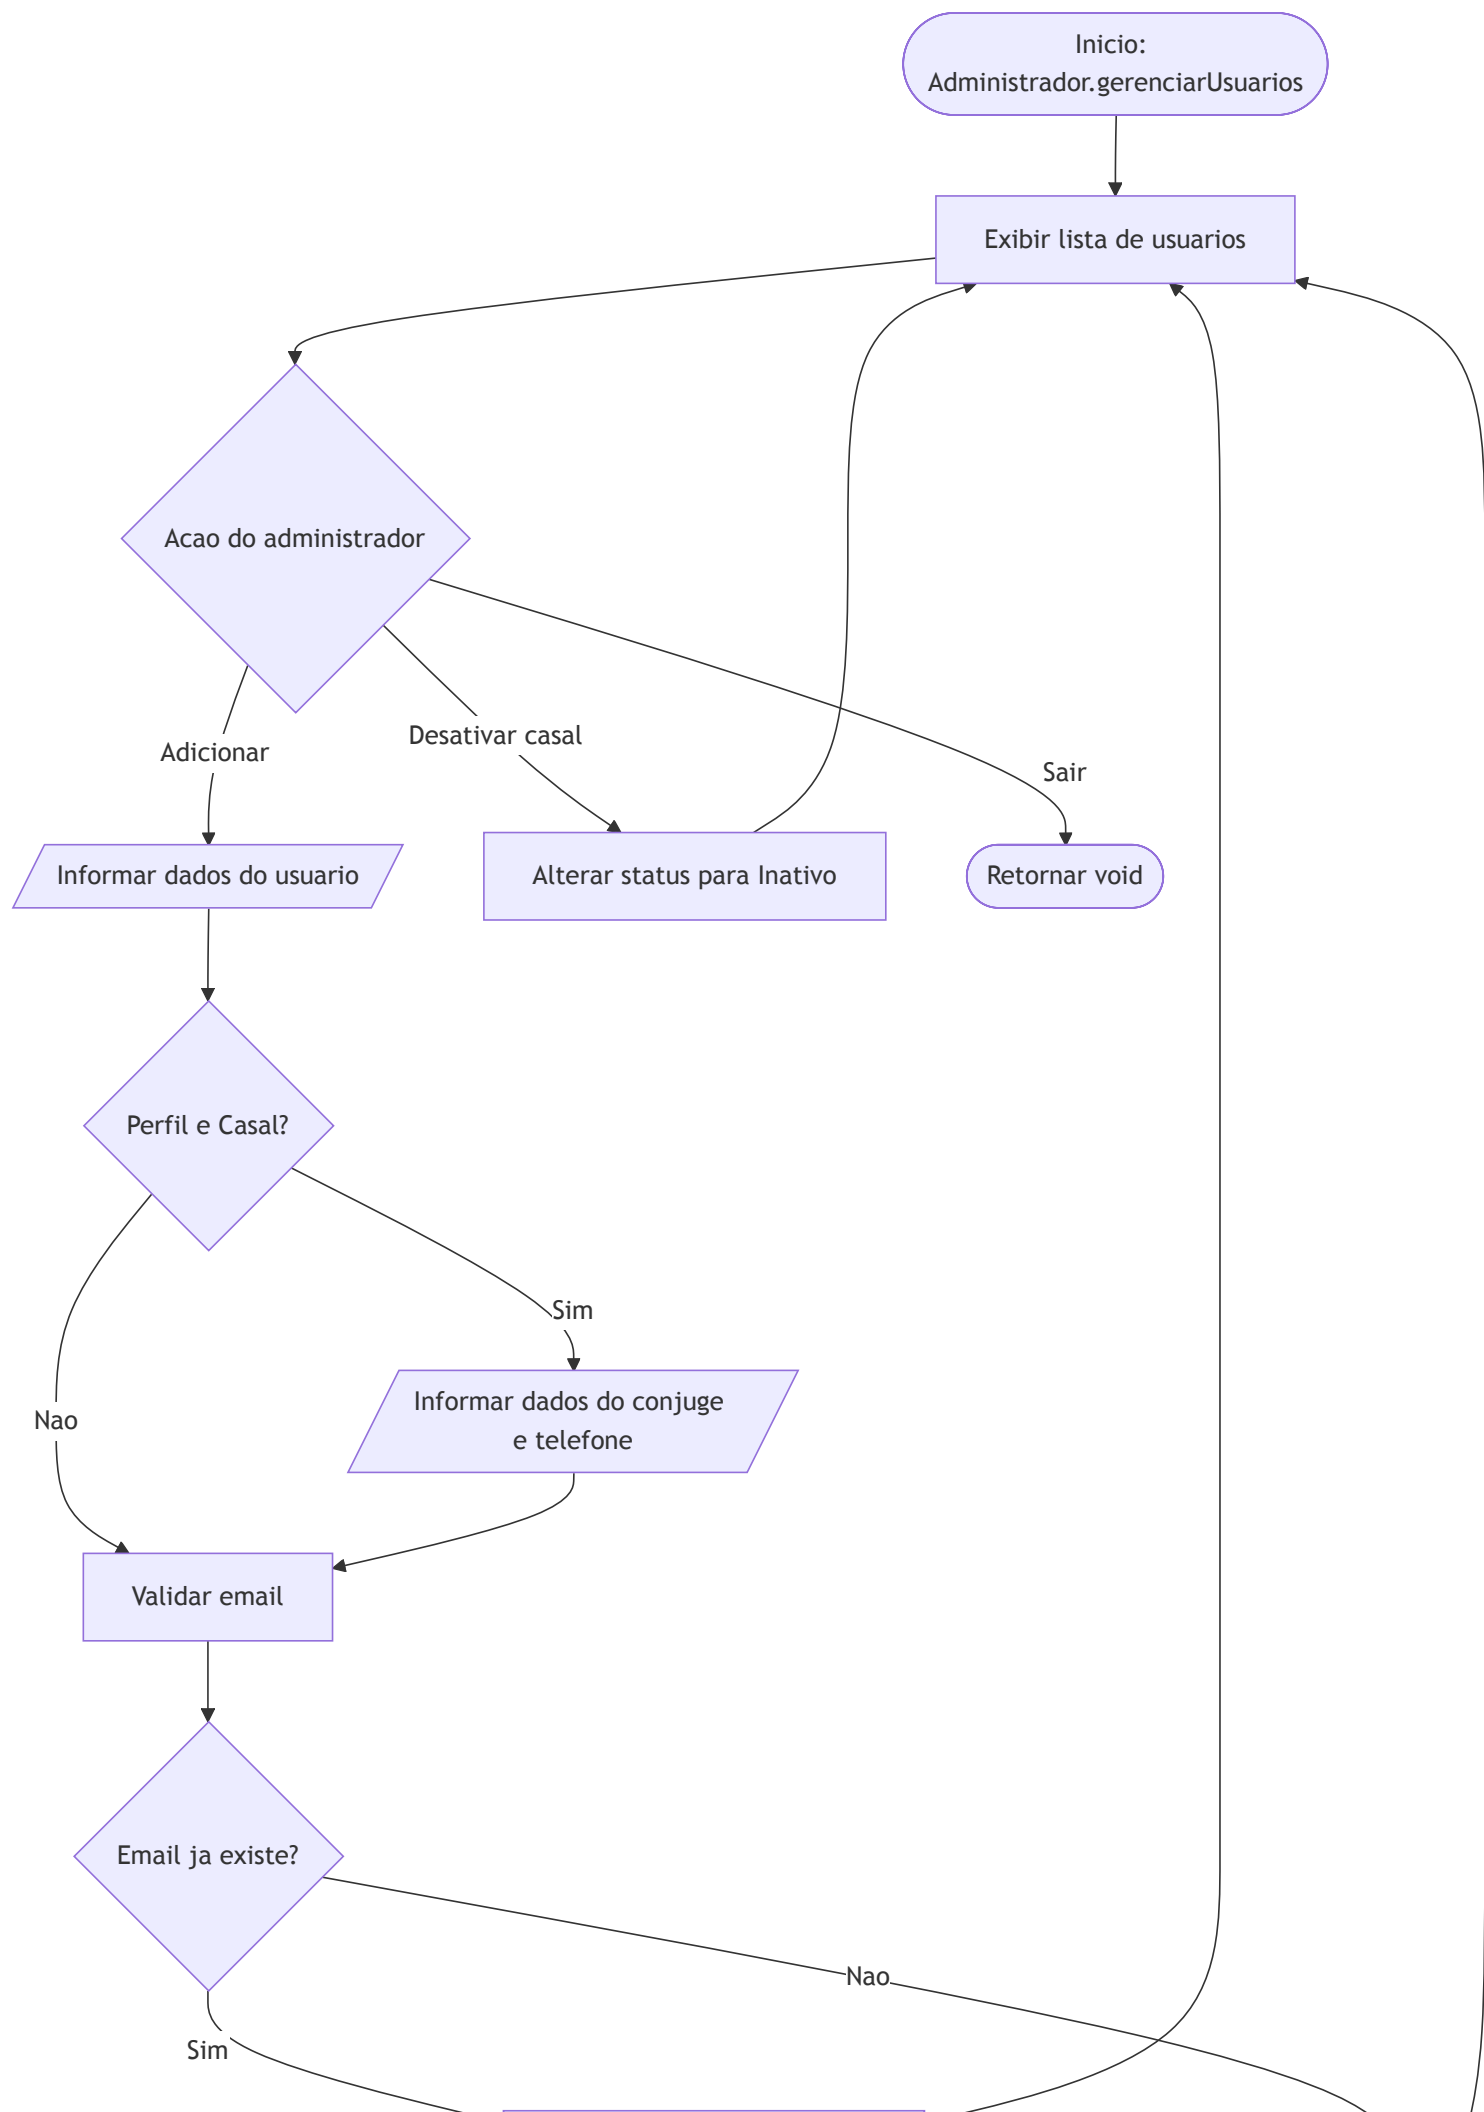 Inicio:
Administrador.gerenciarUsuarios
Exibir lista de usuarios
Acao do administrador
Adicionar
Desativar casal
Sair
Informar dados do usuario
Alterar status para Inativo
Retornar void
Perfil e Casal?
Sim
Nao
Informar dados do conjuge
e telefone
Validar email
Email ja existe?
Nao
Sim